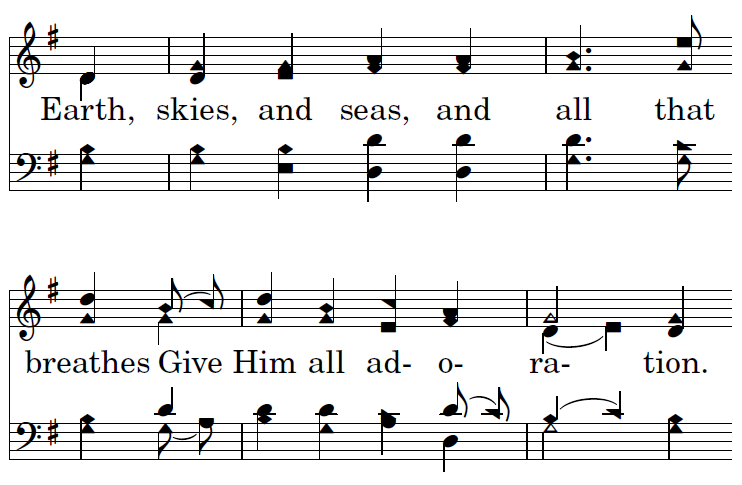 Earth, skies, and seas, and all that
breathes Give Him all ad- o- ra- tion.